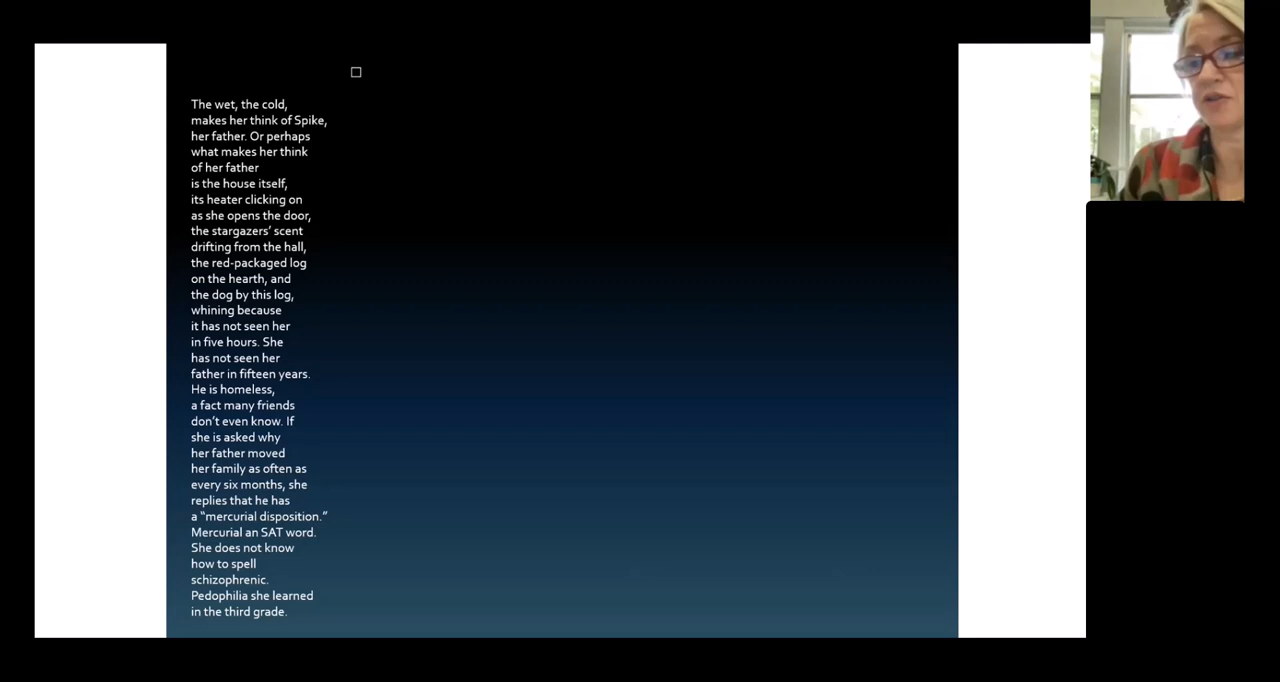 The wet, the cold,
makes her think of Spike,
her father. Or perhaps
what makes her think
of her father
is the house itself,
its heater clicking on
as she opens the door,
the stargazers’ scent
drifting from the hall,
the red-packaged log
on the hearth, and
the dog by this log,
whining because
it has not seen her
in five hours. She
has not seen her
father in fifteen years.
He is homeless,
a fact many friends
don’t even know. If
she is asked why
her father moved
her family as often as
every six months, she
replies that he has
a “mercurial disposition.”
Mercurial an SAT word.
She does not know
how to spell
schizophrenic.
Pedophilia she learned
in the third grade.